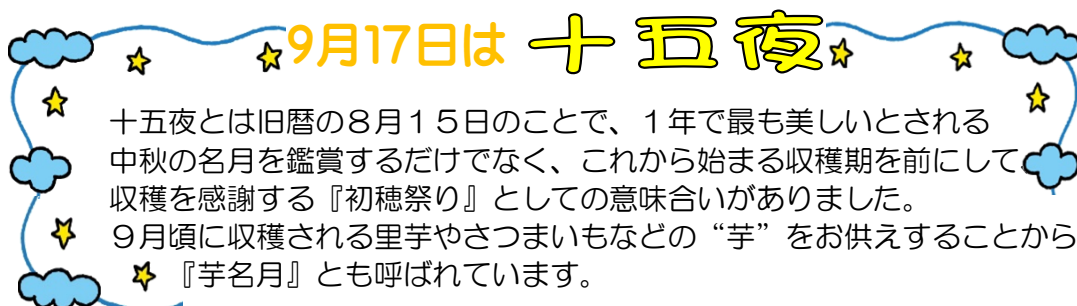 9月17日は 十五夜
十五夜とは旧暦の８月１５日のことで、１年で最も美しいとされる
中秋の名月を鑑賞するだけでなく、これから始まる収穫期を前にして、
収穫を感謝する『初穂祭り』としての意味合いがありました。
９月頃に収穫される里芋やさつまいもなどの“芋”をお供えすることから
『芋名月』とも呼ばれています。